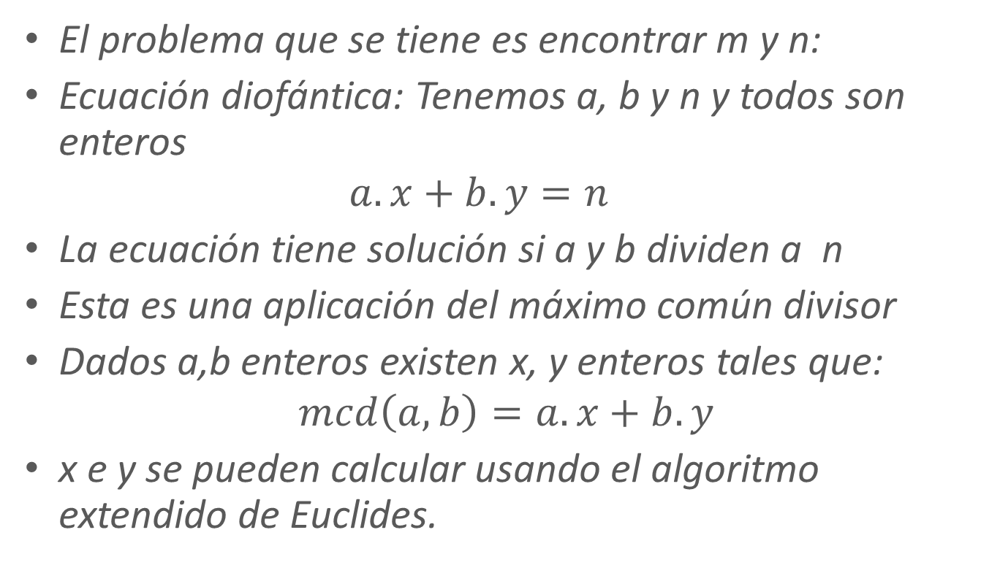 • El problema que se tiene es encontrar m y n:
• Ecuación diofántica: Tenemos a, b y n y todos son
enteros
a. x + b. y = n
• La ecuación tiene solución si a y b dividen a  n
• Esta es una aplicación del máximo común divisor
• Dados a,b enteros existen x, y enteros tales que:
mcd(a, b) = a. x + b. y
• x e y se pueden calcular usando el algoritmo
extendido de Euclides.